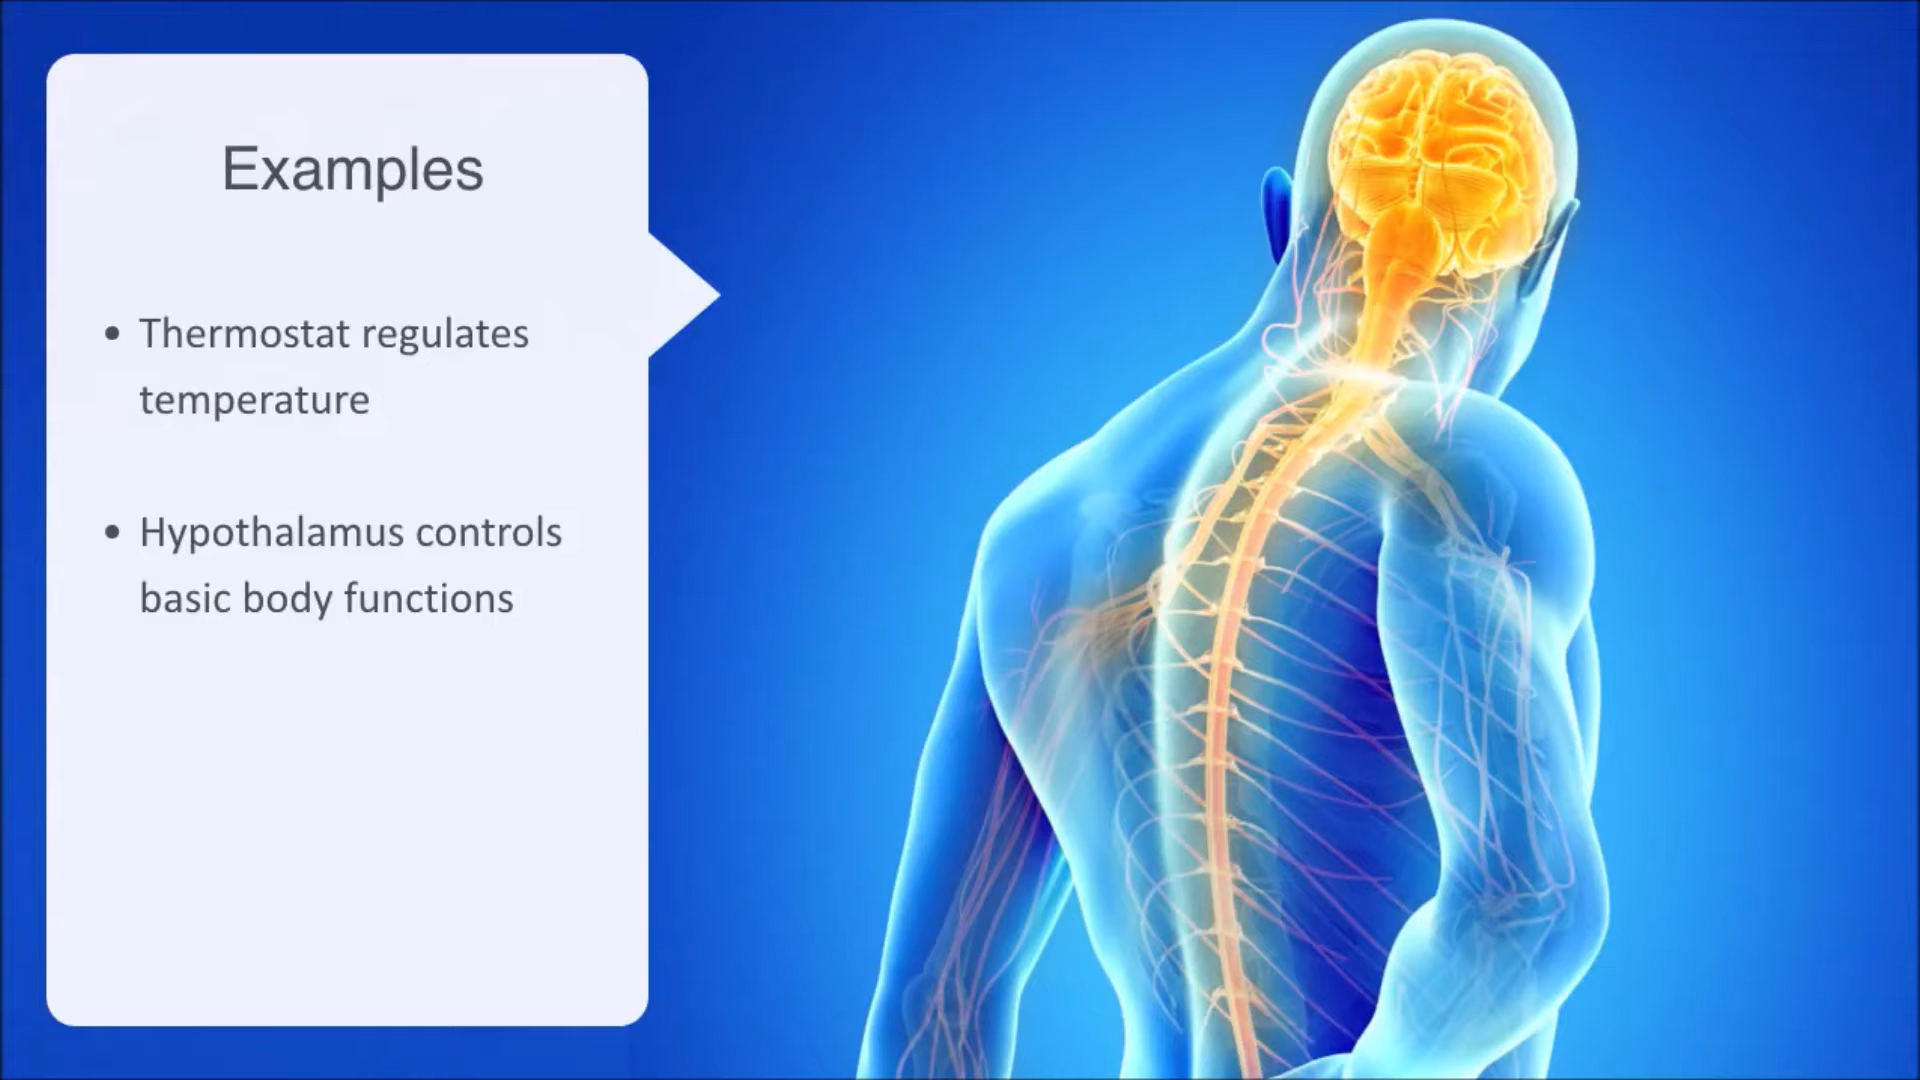 Examples
• Thermostat regulates
temperature
• Hypothalamus controls
basic body functions